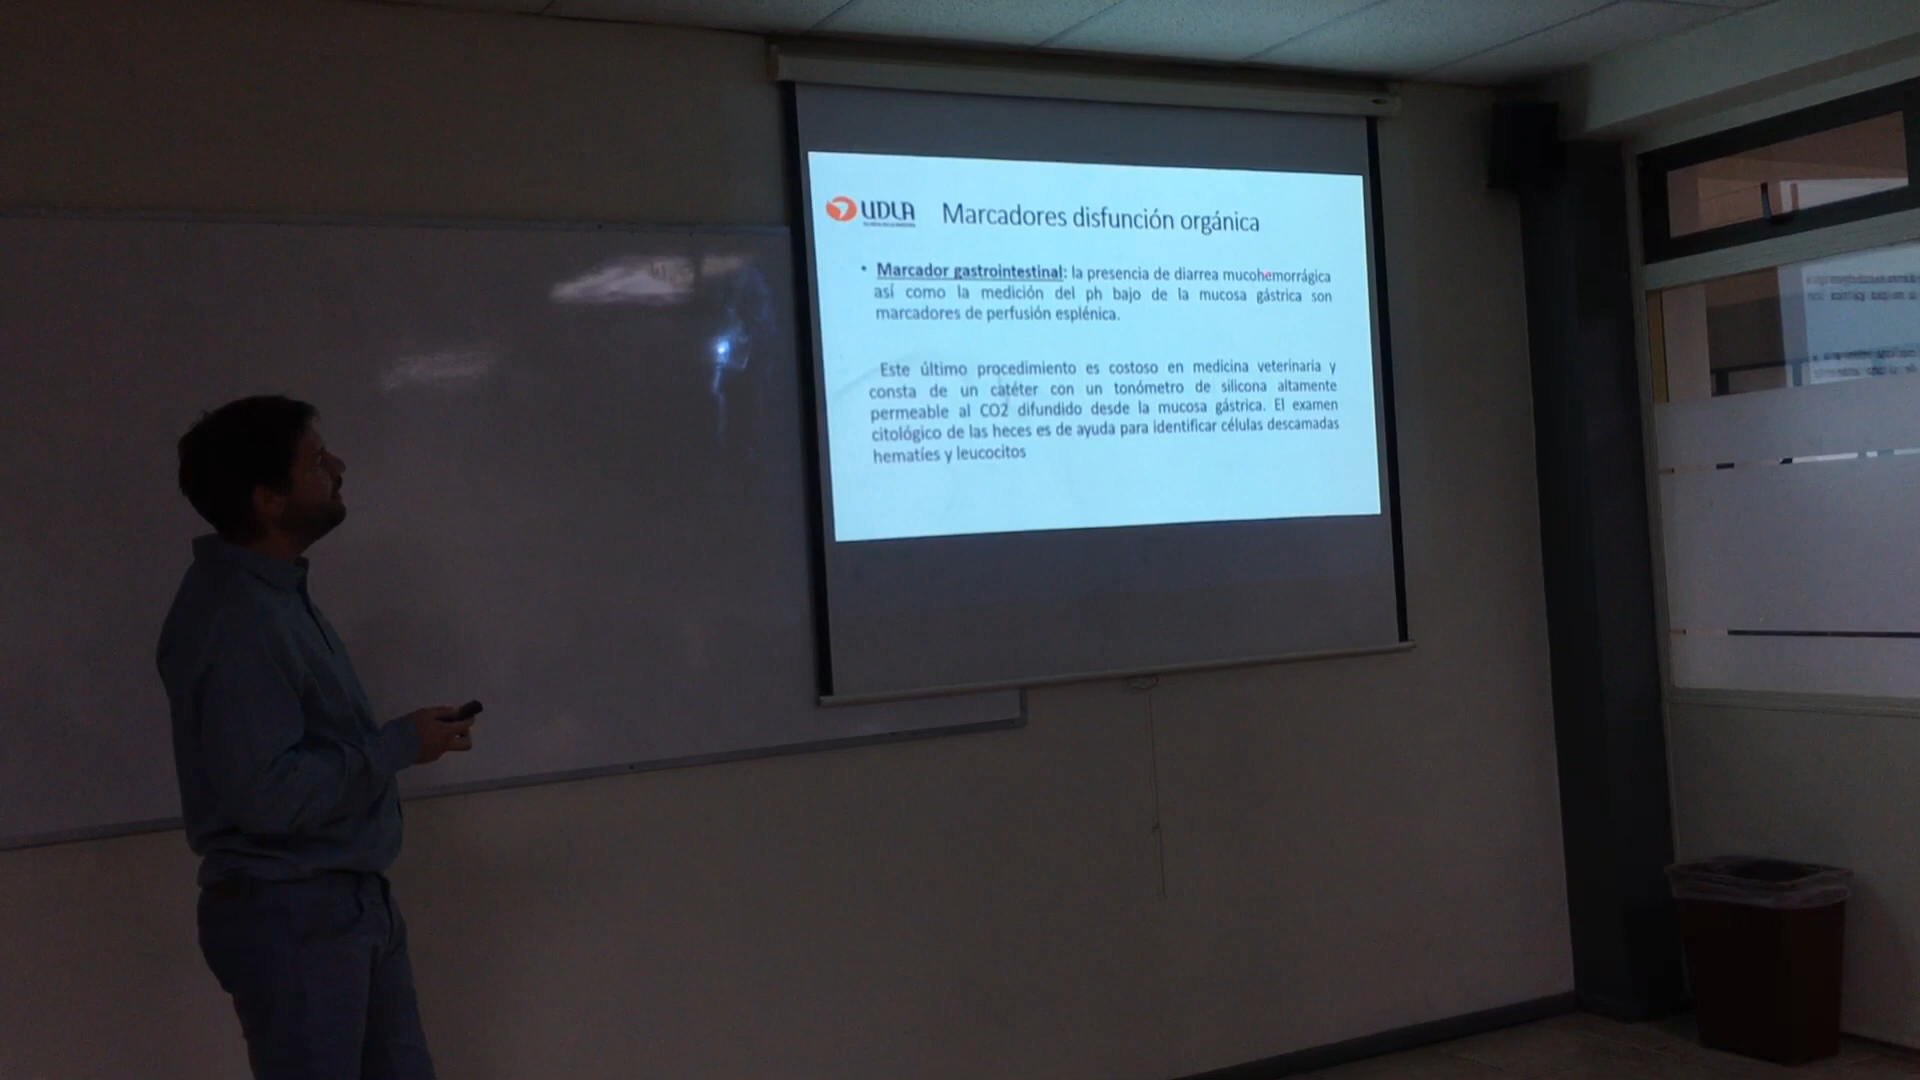 UDLA
Marcadores disfunción orgánica
• Marcador gastrointestinal: la presencia de diarrea mucohemorrágica
así como la medición del ph bajo de la mucosa gástrica son
marcadores de perfusión esplénica.
Este último procedimiento es costoso en medicina veterinaria y
consta de un catéter con un tonómetro de silicona altamente
permeable al CO2 difundido desde la mucosa gástrica. El examen
citológico de las heces es de ayuda para identificar células descamadas
hematíes y leucocitos